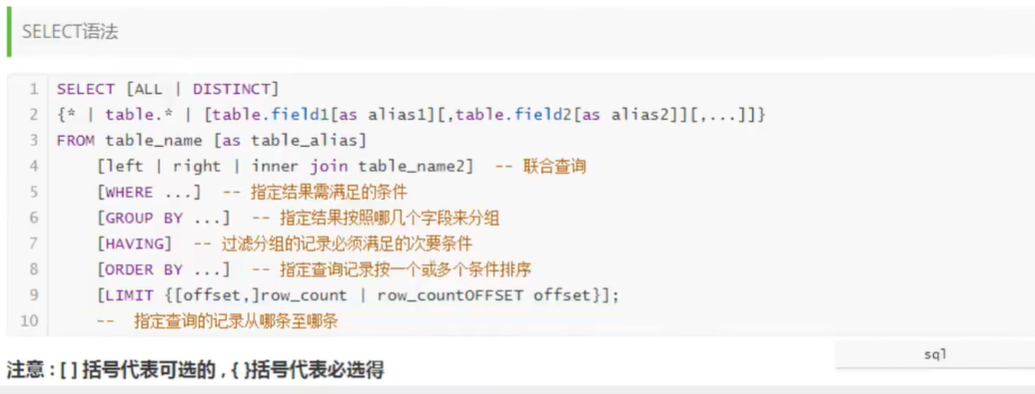 SELECT语法
1 SELECT [ALL | DISTINCT]
2 {* | table.* | [table.field1[as alias1][,table.field2[as alias2]][,...]]}
3 FROM table_name [as table_alias]
4 [left | right | inner join table_name2] -- 联合查询
5 [WHERE ...] -- 指定结果需满足的条件
6 [GROUP BY ...] -- 指定结果按照哪几个字段来分组
7 [HAVING] -- 过滤分组的记录必须满足的次要条件
8 [ORDER BY ...] -- 指定查询记录按一个或多个条件排序
9 [LIMIT {[offset,]row_count | row_countOFFSET offset}];
10 -- 指定查询的记录从哪条至哪条
sql
注意 : [ ] 括号代表可选的 , { }括号代表必选得